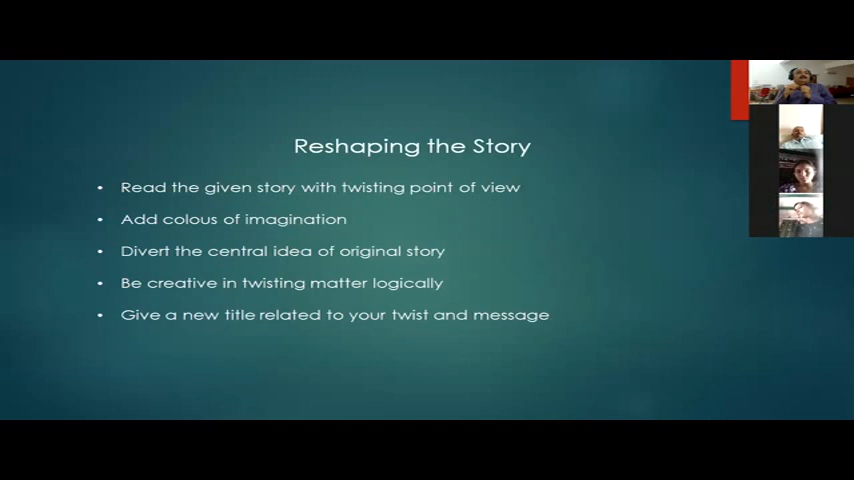 Reshaping the Story
• Read the given story with twisting point of view
• Add colous of imagination
• Divert the central idea of original story
• Be creative in twisting matter logically
• Give a new title related to your twist and message